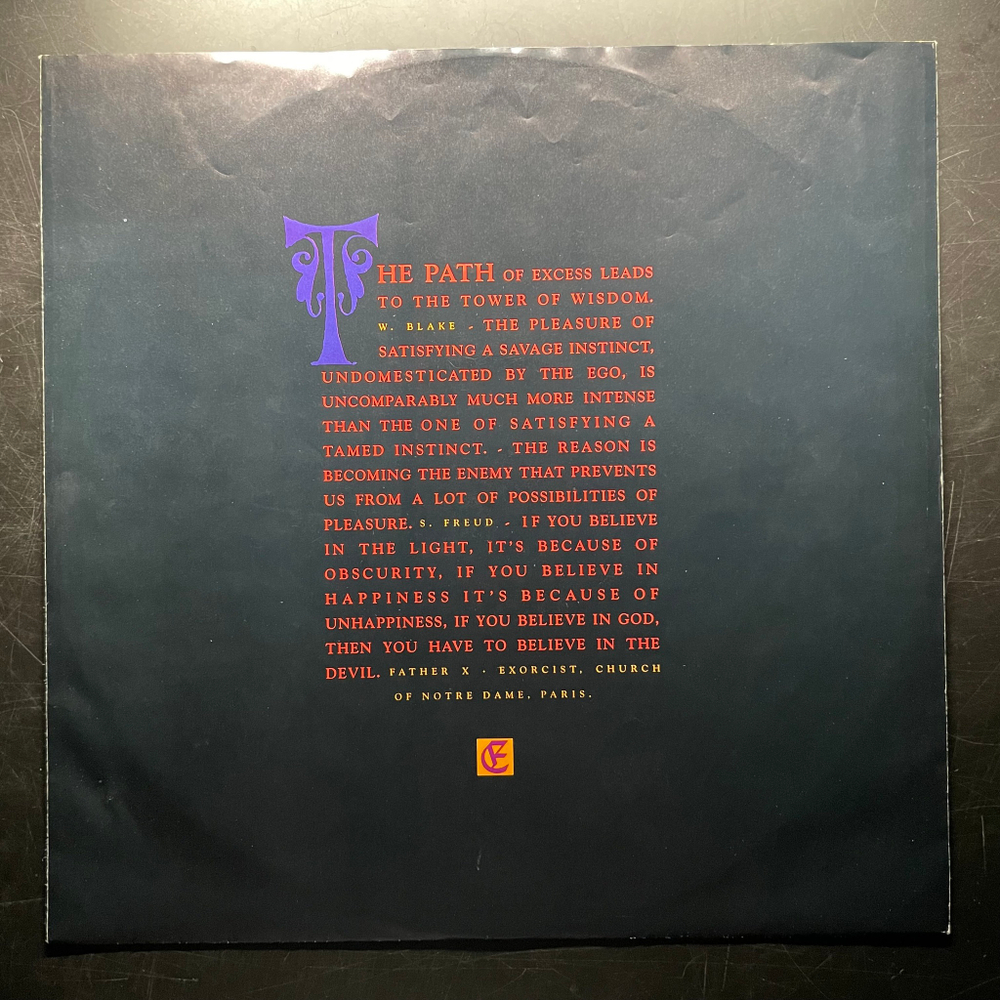 THE PATH OF EXCESS LEADS
TO THE TOWER OF WISDOM.
W. BLAKE - THE PLEASURE OF
SATISFYING A SAVAGE INSTINCT,
UNDOMESTICATED BY THE EGO, IS
UNCOMPARABLY MUCH MORE INTENSE
THAN THE ONE OF SATISFYING A
TAMED INSTINCT. - THE REASON IS
BECOMING THE ENEMY THAT PREVENTS
US FROM A LOT OF POSSIBILITIES OF
PLEASURE. S. FREUD - IF YOU BELIEVE
IN THE LIGHT, IT'S BECAUSE OF
OBSCURITY, IF YOU BELIEVE IN
HAPPINESS IT'S BECAUSE OF
UNHAPPINESS, IF YOU BELIEVE IN GOD,
THEN YOU HAVE TO BELIEVE IN THE
DEVIL. FATHER X · EXORCIST, CHURCH
OF NOTRE DAME, PARIS.